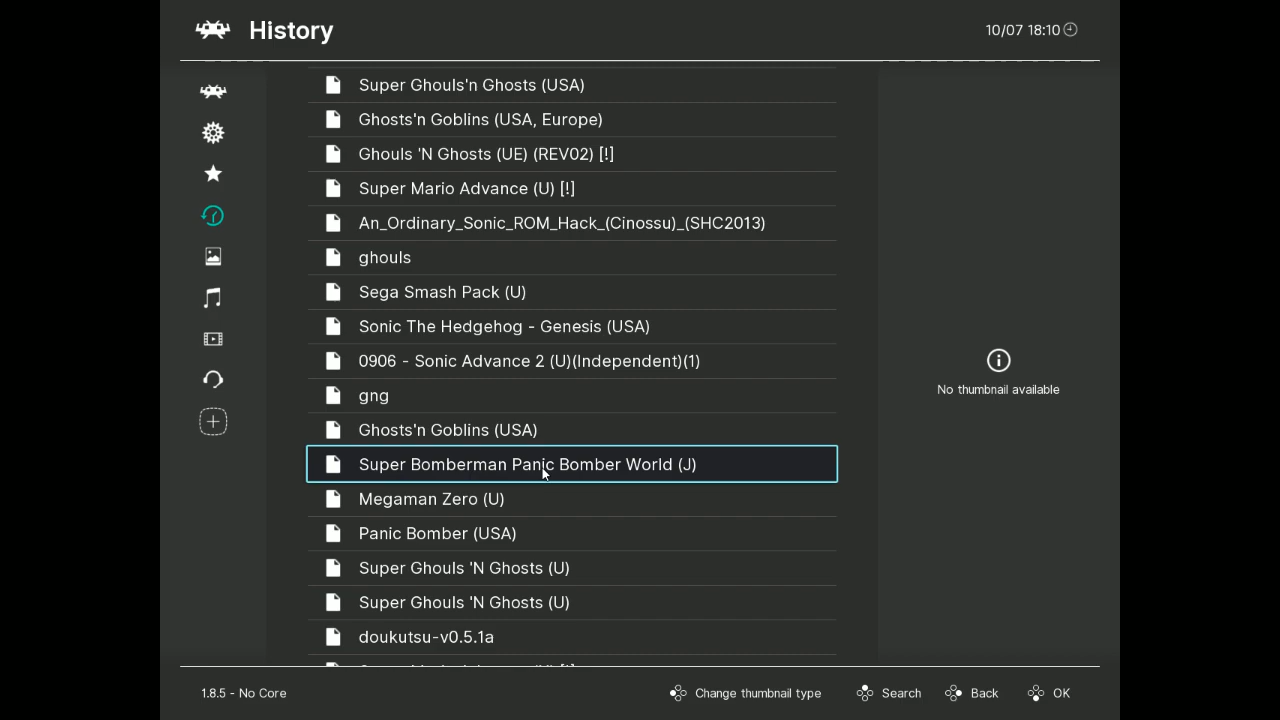 History
10/07 18:10
Super Ghouls'n Ghosts (USA)
Ghosts'n Goblins (USA, Europe)
Ghouls 'N Ghosts (UE) (REV02) [!]
Super Mario Advance (U) [!]
An_Ordinary_Sonic_ROM_Hack_(Cinossu)_(SHC2013)
ghouls
Sega Smash Pack (U)
Sonic The Hedgehog - Genesis (USA)
0906 - Sonic Advance 2 (U)(Independent)(1)
gng
Ghosts'n Goblins (USA)
Super Bomberman Panic Bomber World (J)
Megaman Zero (U)
Panic Bomber (USA)
Super Ghouls 'N Ghosts (U)
Super Ghouls 'N Ghosts (U)
doukutsu-v0.5.1a
No thumbnail available
1.8.5 - No Core
Change thumbnail type
Search
Back
OK